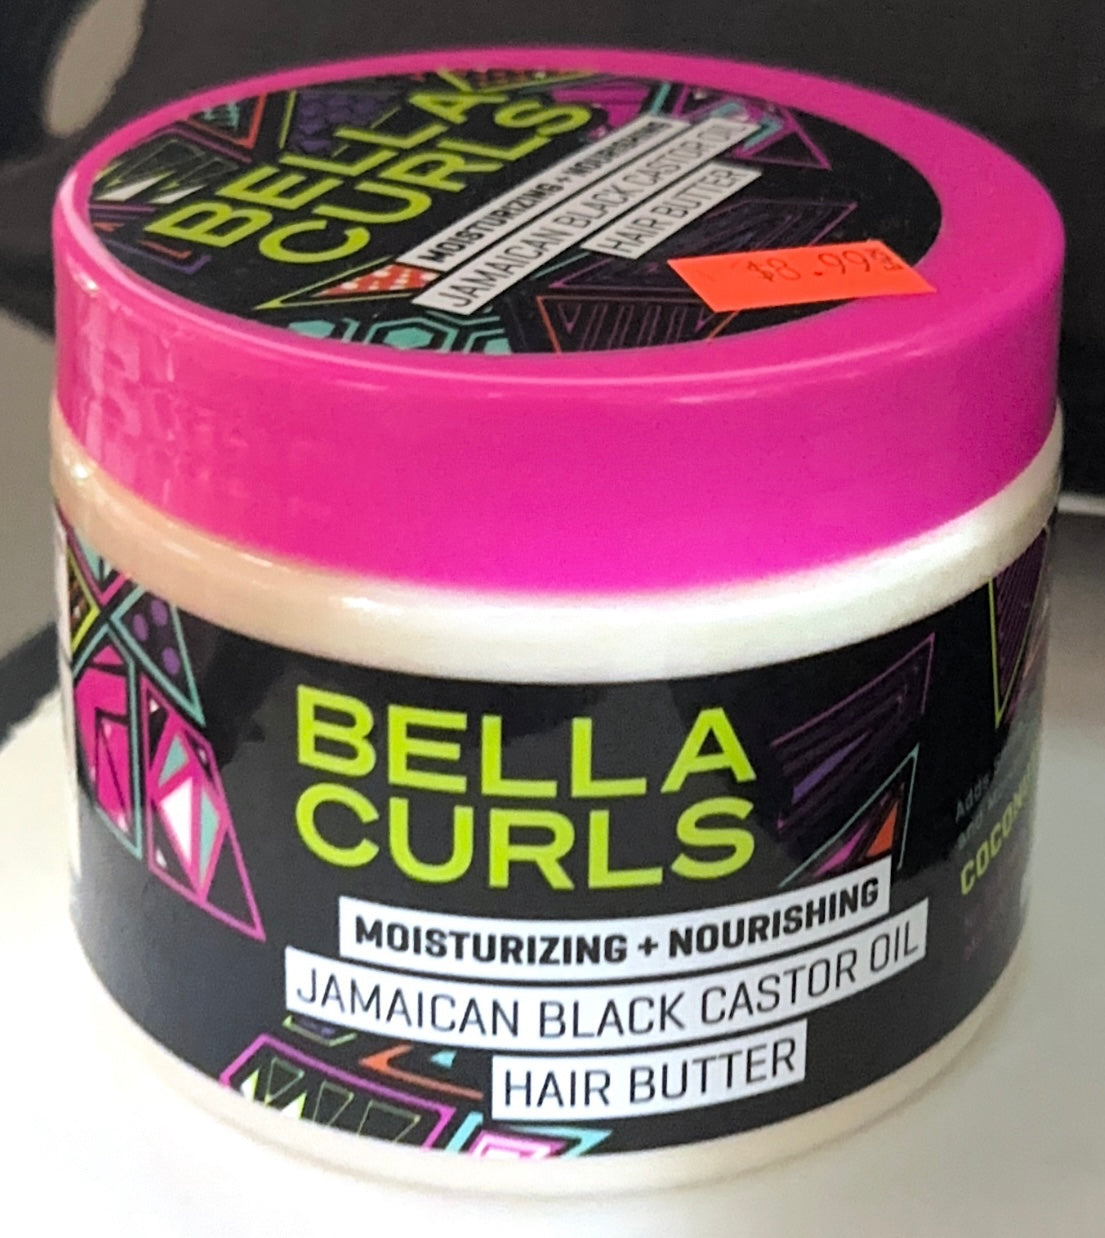 BELLA
CURLS
MOISTURIZING + NOURISHING
JAMAICAN BLACK CASTOR OIL
HAIR BUTTER
$8.99
BELLA
CURLS
MOISTURIZING + NOURISHING
JAMAICAN BLACK CASTOR OIL
HAIR BUTTER
Adds